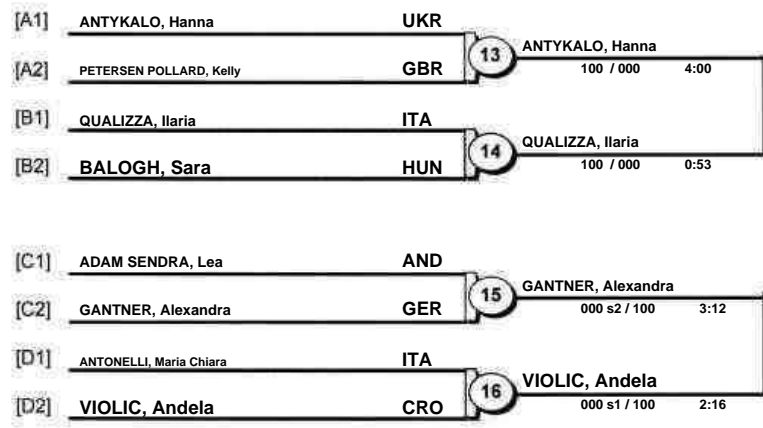 [A1] ANTYKALO, Hanna UKR
13 ANTYKALO, Hanna
[A2] PETERSEN POLLARD, Kelly GBR
100 / 000 4:00
[B1] QUALIZZA, Ilaria ITA
14 QUALIZZA, Ilaria
[B2] BALOGH, Sara HUN
100 / 000 0:53
[C1] ADAM SENDRA, Lea AND
15 GANTNER, Alexandra
[C2] GANTNER, Alexandra GER
000 s2 / 100 3:12
[D1] ANTONELLI, Maria Chiara ITA
16 VIOLIC, Andela
[D2] VIOLIC, Andela CRO
000 s1 / 100 2:16